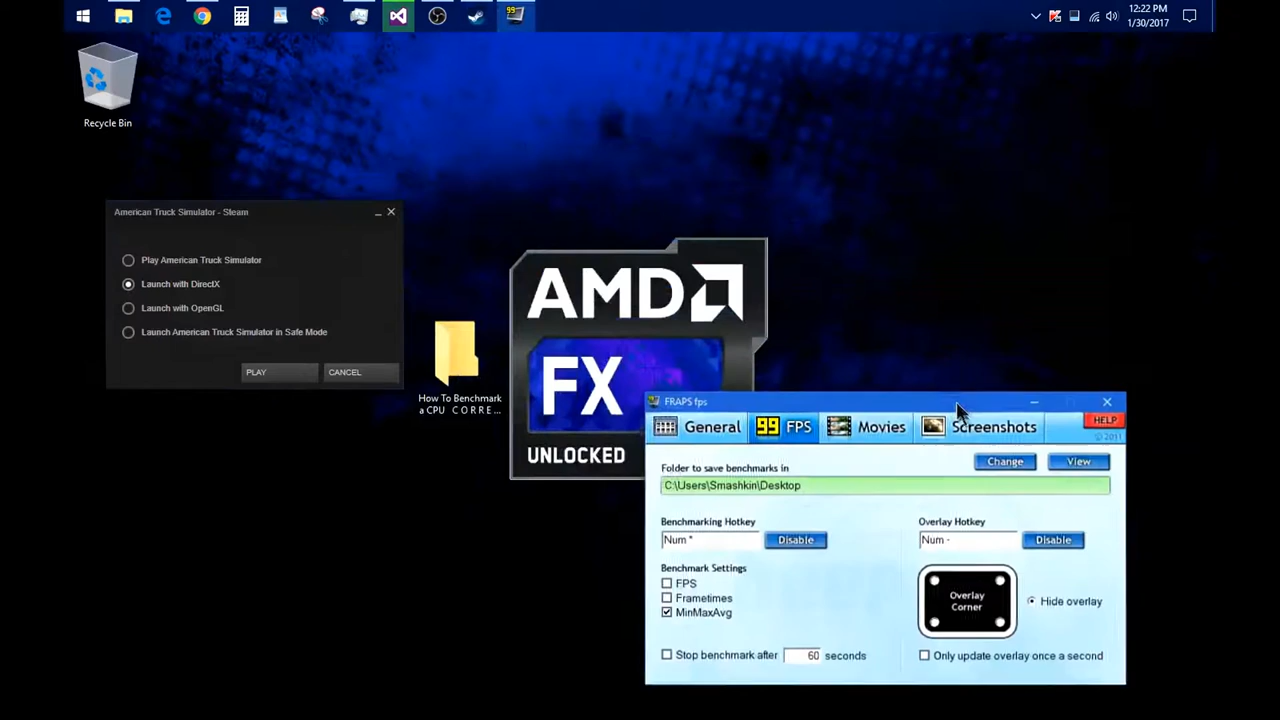 99
12:22 PM
1/30/2017
Recycle Bin
American Truck Simulator - Steam
Play American Truck Simulator
Launch with DirectX
Launch with OpenGL
Launch American Truck Simulator in Safe Mode
PLAY
CANCEL
How To Benchmark
a CPU C O R R E ...
AMD
FX
UNLOCKED
FRAPS fps
General
99 FPS
Movies
Screenshots
HELP
© 2011
Folder to save benchmarks in
Change
View
C:\Users\Smashkin\Desktop
Benchmarking Hotkey
Num *
Disable
Overlay Hotkey
Num -
Disable
Benchmark Settings
FPS
Frametimes
MinMaxAvg
Stop benchmark after 60 seconds
Overlay
Corner
Hide overlay
Only update overlay once a second